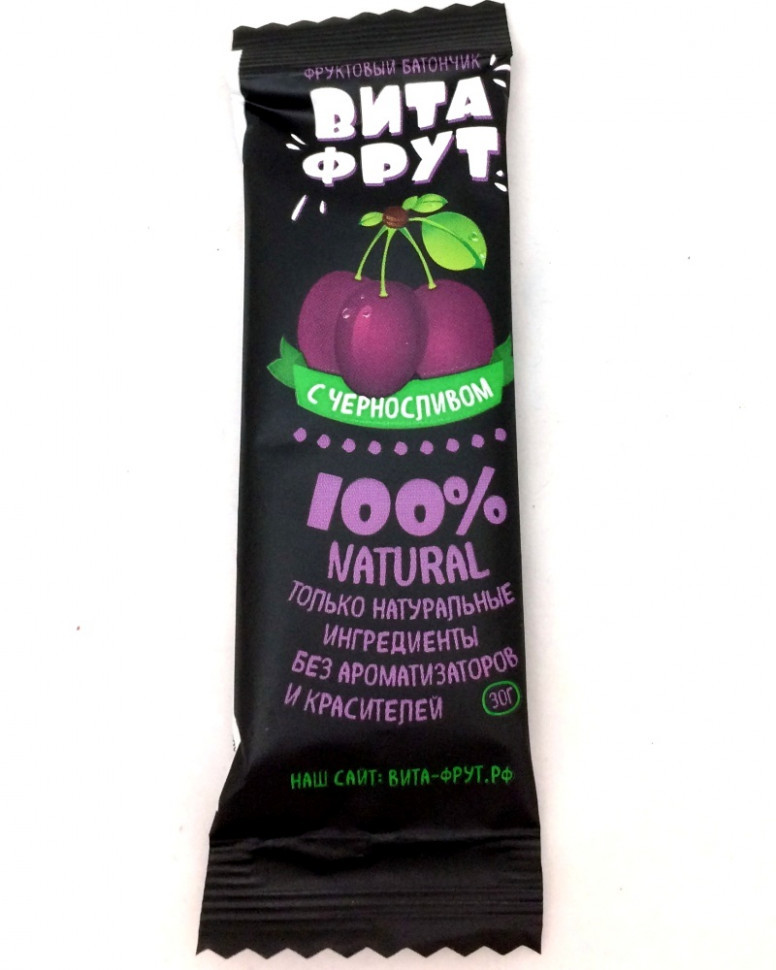 ФРУКТОВЫЙ БАТОНЧИК
ВИТА
ФРУТ
С ЧЕРНОСЛИВОМ
100%
NATURAL
ТОЛЬКО НАТУРАЛЬНЫЕ
ИНГРЕДИЕНТЫ
БЕЗ АРОМАТИЗАТОРОВ
И КРАСИТЕЛЕЙ
30Г
НАШ САЙТ: ВИТА-ФРУТ.РФ